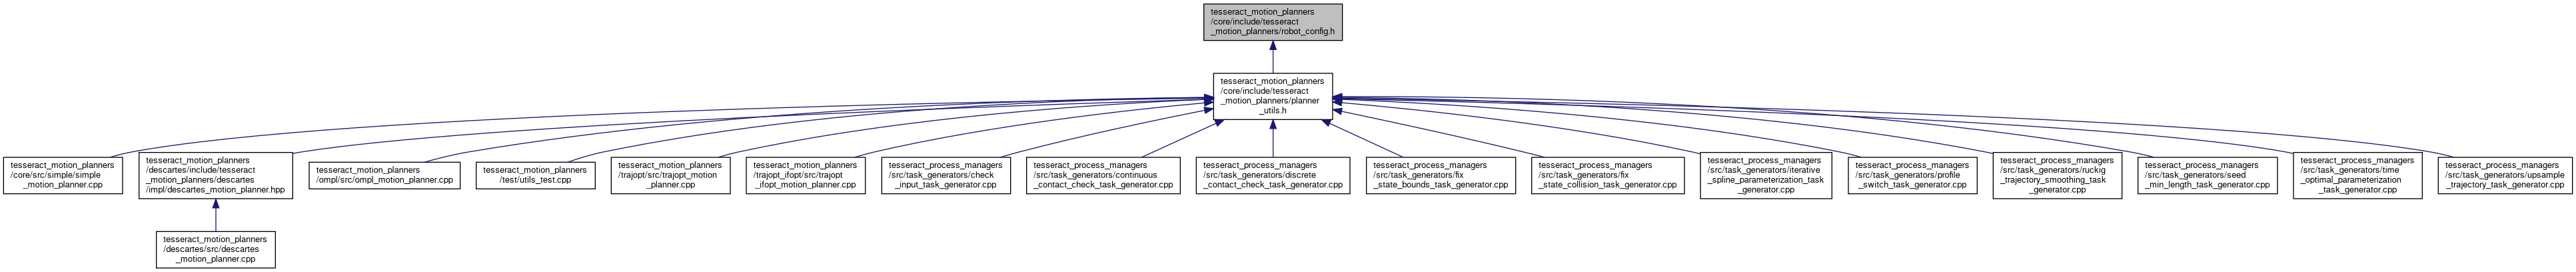 tesseract_motion_planners
/core/include/tesseract
_motion_planners/robot_config.h
tesseract_motion_planners
/core/include/tesseract
_motion_planners/planner
_utils.h
tesseract_motion_planners
/core/src/simple/simple
_motion_planner.cpp
tesseract_motion_planners
/descartes/include/tesseract
_motion_planners/descartes
/impl/descartes_motion_planner.hpp
tesseract_motion_planners
/ompl/src/ompl_motion_planner.cpp
tesseract_motion_planners
/test/utils_test.cpp
tesseract_motion_planners
/trajopt/src/trajopt_motion
_planner.cpp
tesseract_motion_planners
/trajopt_ifopt/src/trajopt
_ifopt_motion_planner.cpp
tesseract_process_managers
/src/task_generators/check
_input_task_generator.cpp
tesseract_process_managers
/src/task_generators/continuous
_contact_check_task_generator.cpp
tesseract_process_managers
/src/task_generators/discrete
_contact_check_task_generator.cpp
tesseract_process_managers
/src/task_generators/fix
_state_bounds_task_generator.cpp
tesseract_process_managers
/src/task_generators/fix
_state_collision_task_generator.cpp
tesseract_process_managers
/src/task_generators/iterative
_spline_parameterization_task
_generator.cpp
tesseract_process_managers
/src/task_generators/profile
_switch_task_generator.cpp
tesseract_process_managers
/src/task_generators/ruckig
_trajectory_smoothing_task
_generator.cpp
tesseract_process_managers
/src/task_generators/seed
_min_length_task_generator.cpp
tesseract_process_managers
/src/task_generators/time
_optimal_parameterization
_task_generator.cpp
tesseract_process_managers
/src/task_generators/upsample
_trajectory_task_generator.cpp
tesseract_motion_planners
/descartes/src/descartes
_motion_planner.cpp